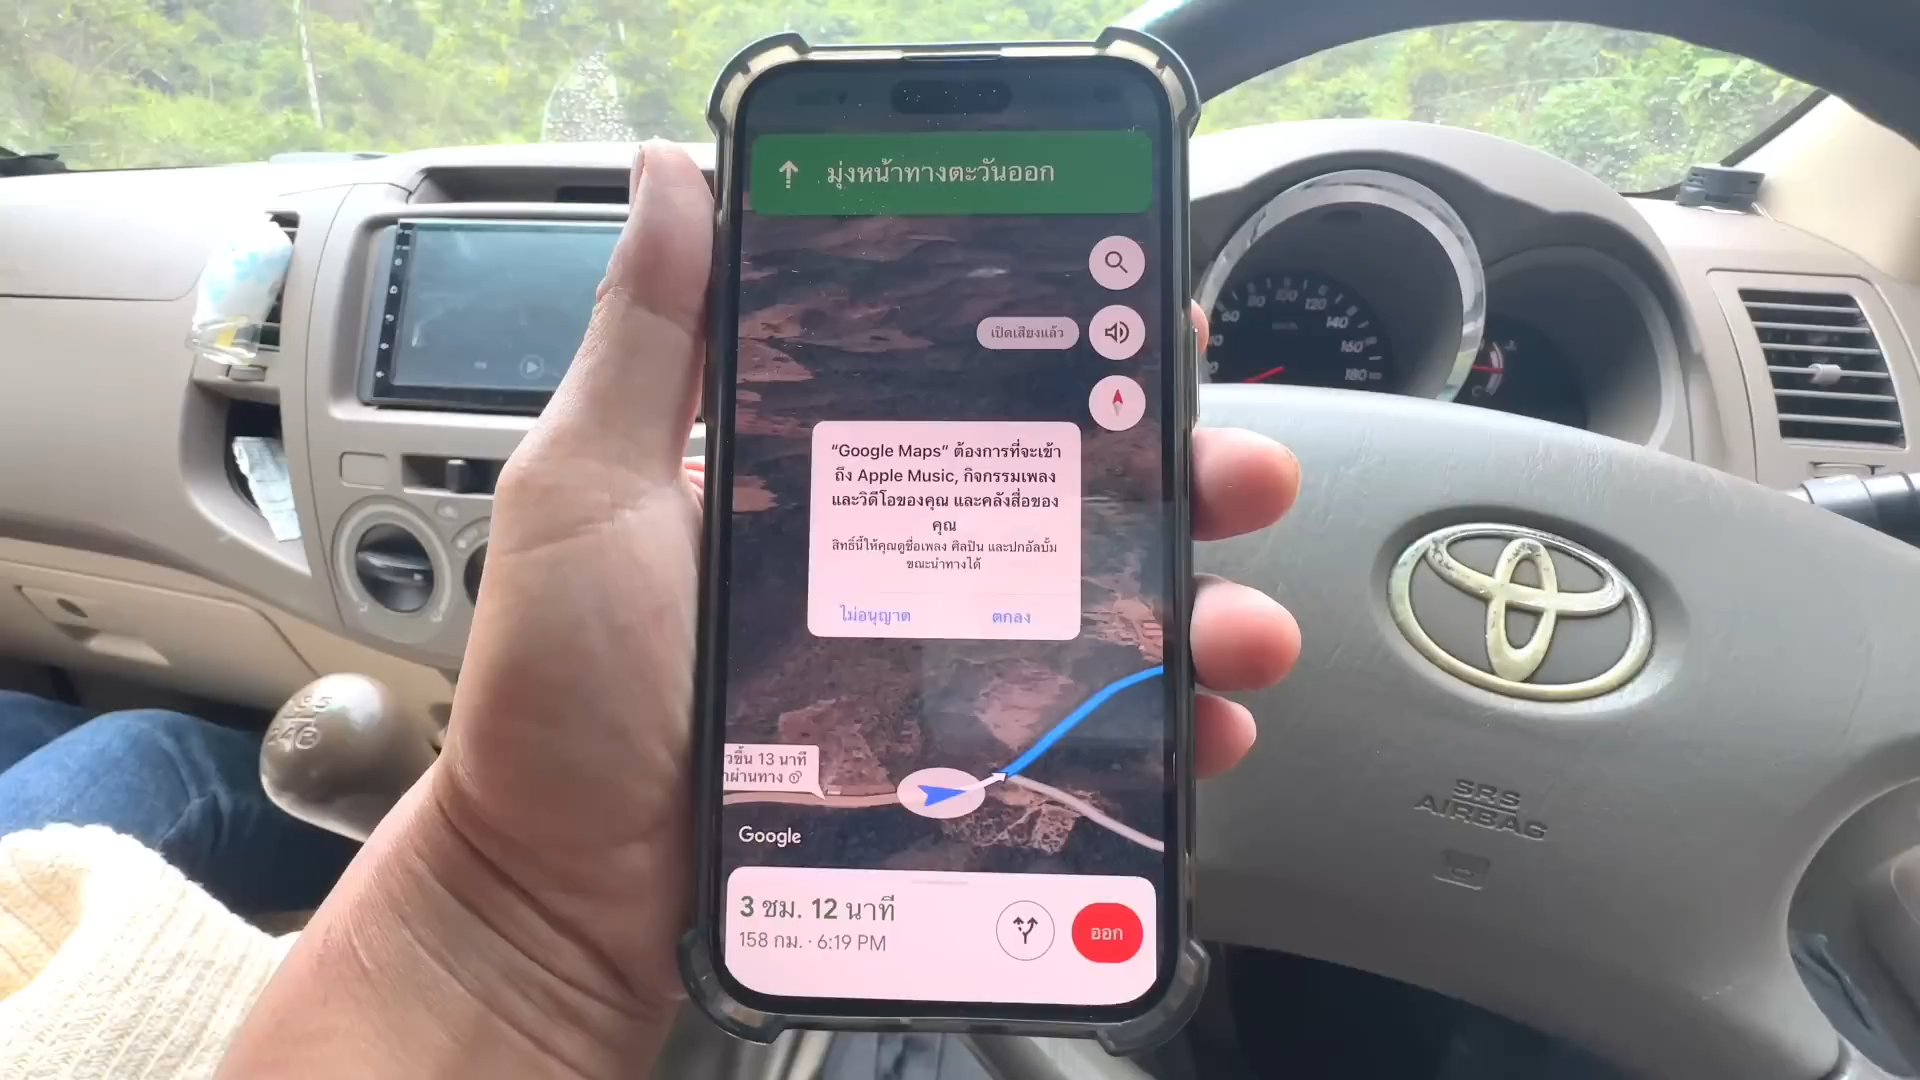 มุ่งหน้าทางตะวันออก
เปิดเสียงแล้ว
“Google Maps” ต้องการที่จะเข้า
ถึง Apple Music, กิจกรรมเพลง
และวิดีโอของคุณ และคลังสื่อของ
คุณ
สิทธิ์นี้ให้คุณดูชื่อเพลง ศิลปิน และปกอัลบั้ม
ขณะนำทางได้
ไม่อนุญาต ตกลง
13 นาที
ผ่านทาง
Google
3 ชม. 12 นาที
158 กม. · 6:19 PM
ออก
60 80 100 120 140 160 180
SRS
AIRBAG